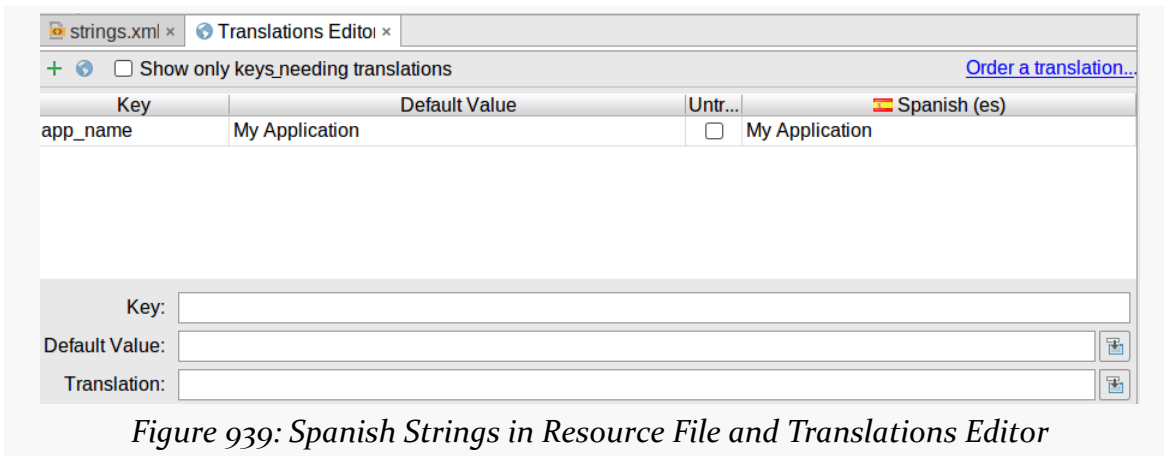 strings.xml × Translations Editor ×
Show only keys needing translations Order a translation...
Key Default Value Untr... Spanish (es)
app_name My Application My Application
Key:
Default Value:
Translation:
Figure 939: Spanish Strings in Resource File and Translations Editor